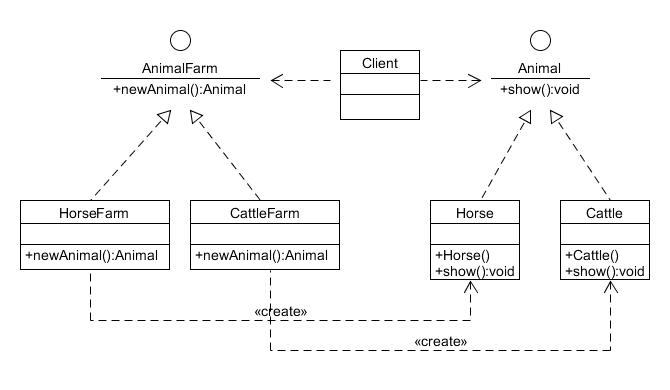 AnimalFarm
+newAnimal():Animal
Client
Animal
+show():void
HorseFarm
+newAnimal():Animal
CattleFarm
+newAnimal():Animal
Horse
+Horse()
+show():void
Cattle
+Cattle()
+show():void
«create»
«create»